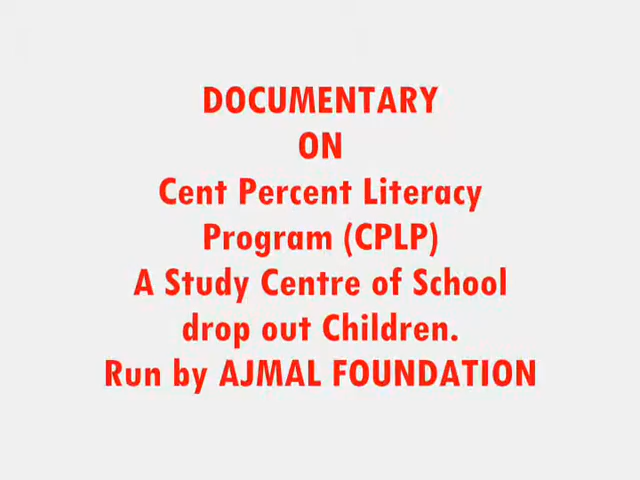 DOCUMENTARY
ON
Cent Percent Literacy
Program (CPLP)
A Study Centre of School
drop out Children.
Run by AJMAL FOUNDATION